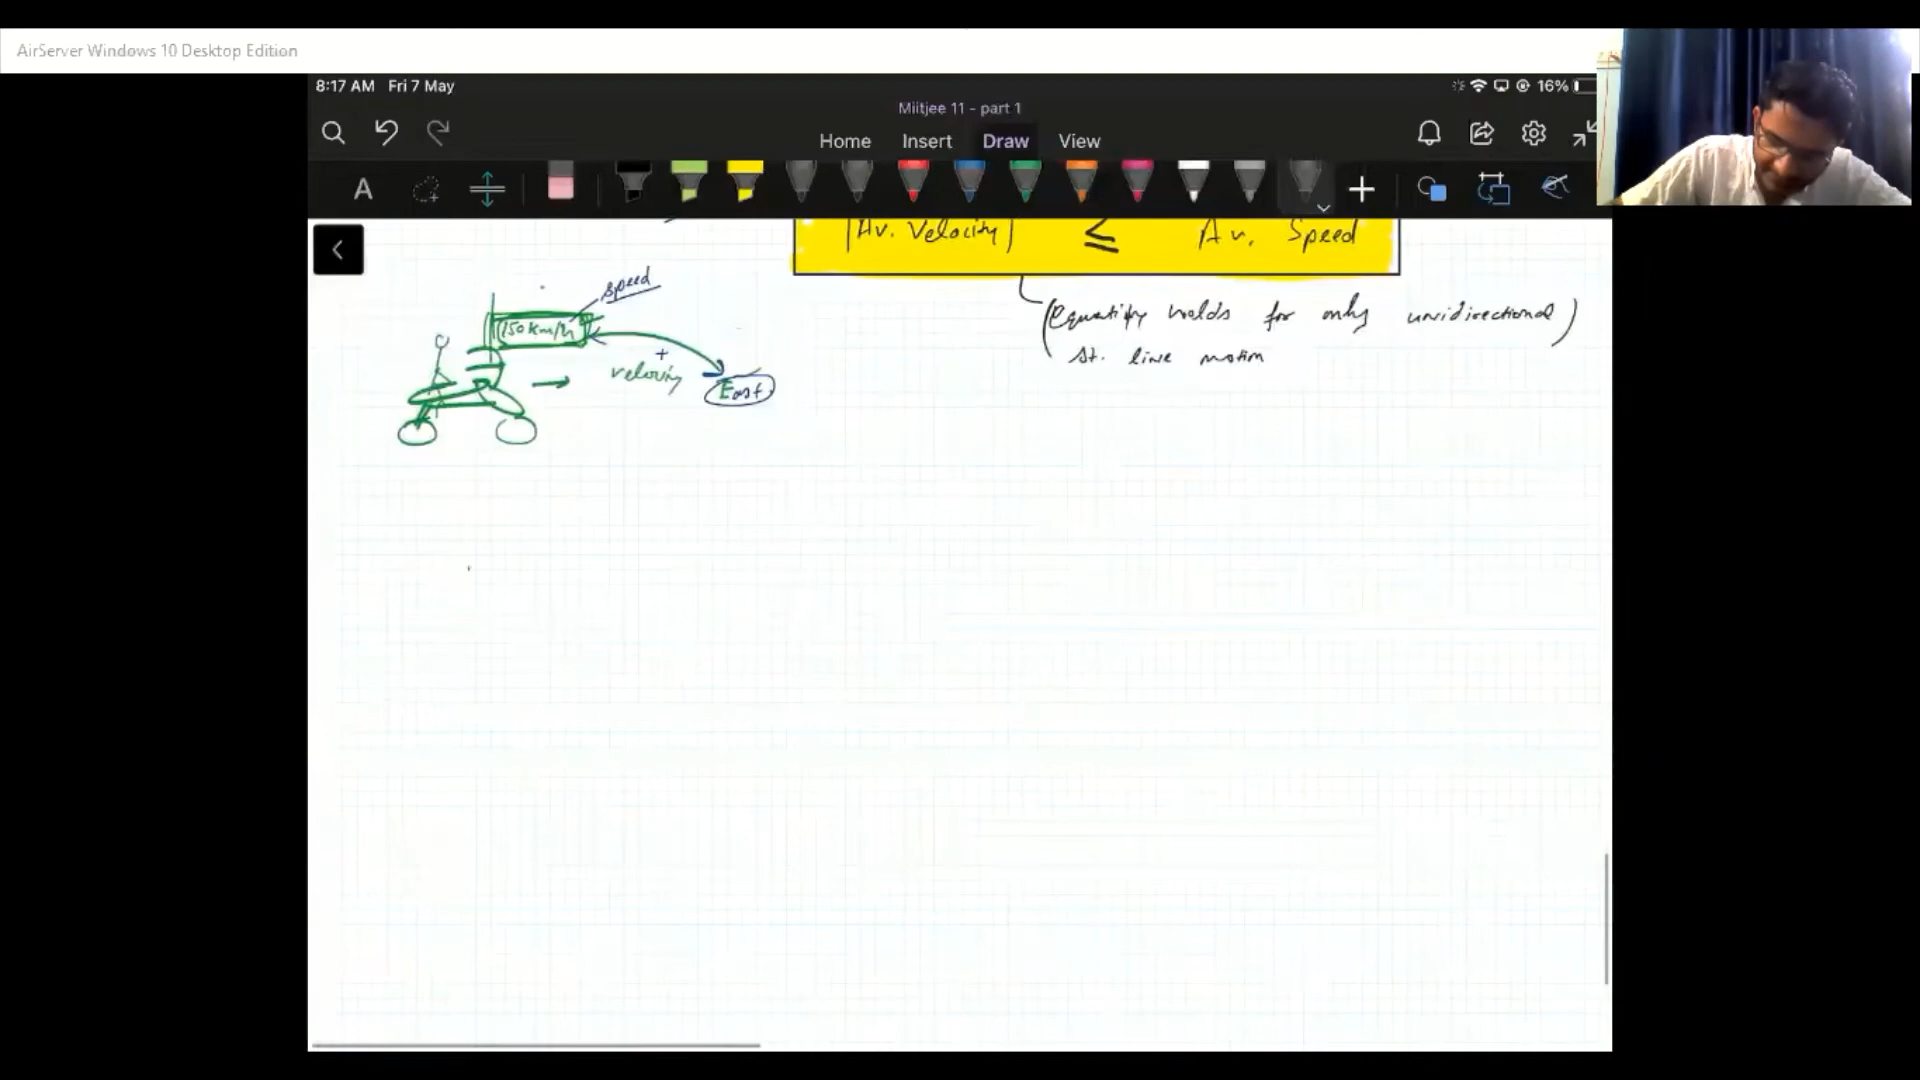 AirServer Windows 10 Desktop Edition
8:17 AM Fri 7 May
16%
Miitjee 11 - part 1
Home Insert Draw View
A
|Av. Velocity| ≤ Av. Speed
speed
150 km/h
(Equality holds for only unidirectional
st. line motion)
+
velocity
East